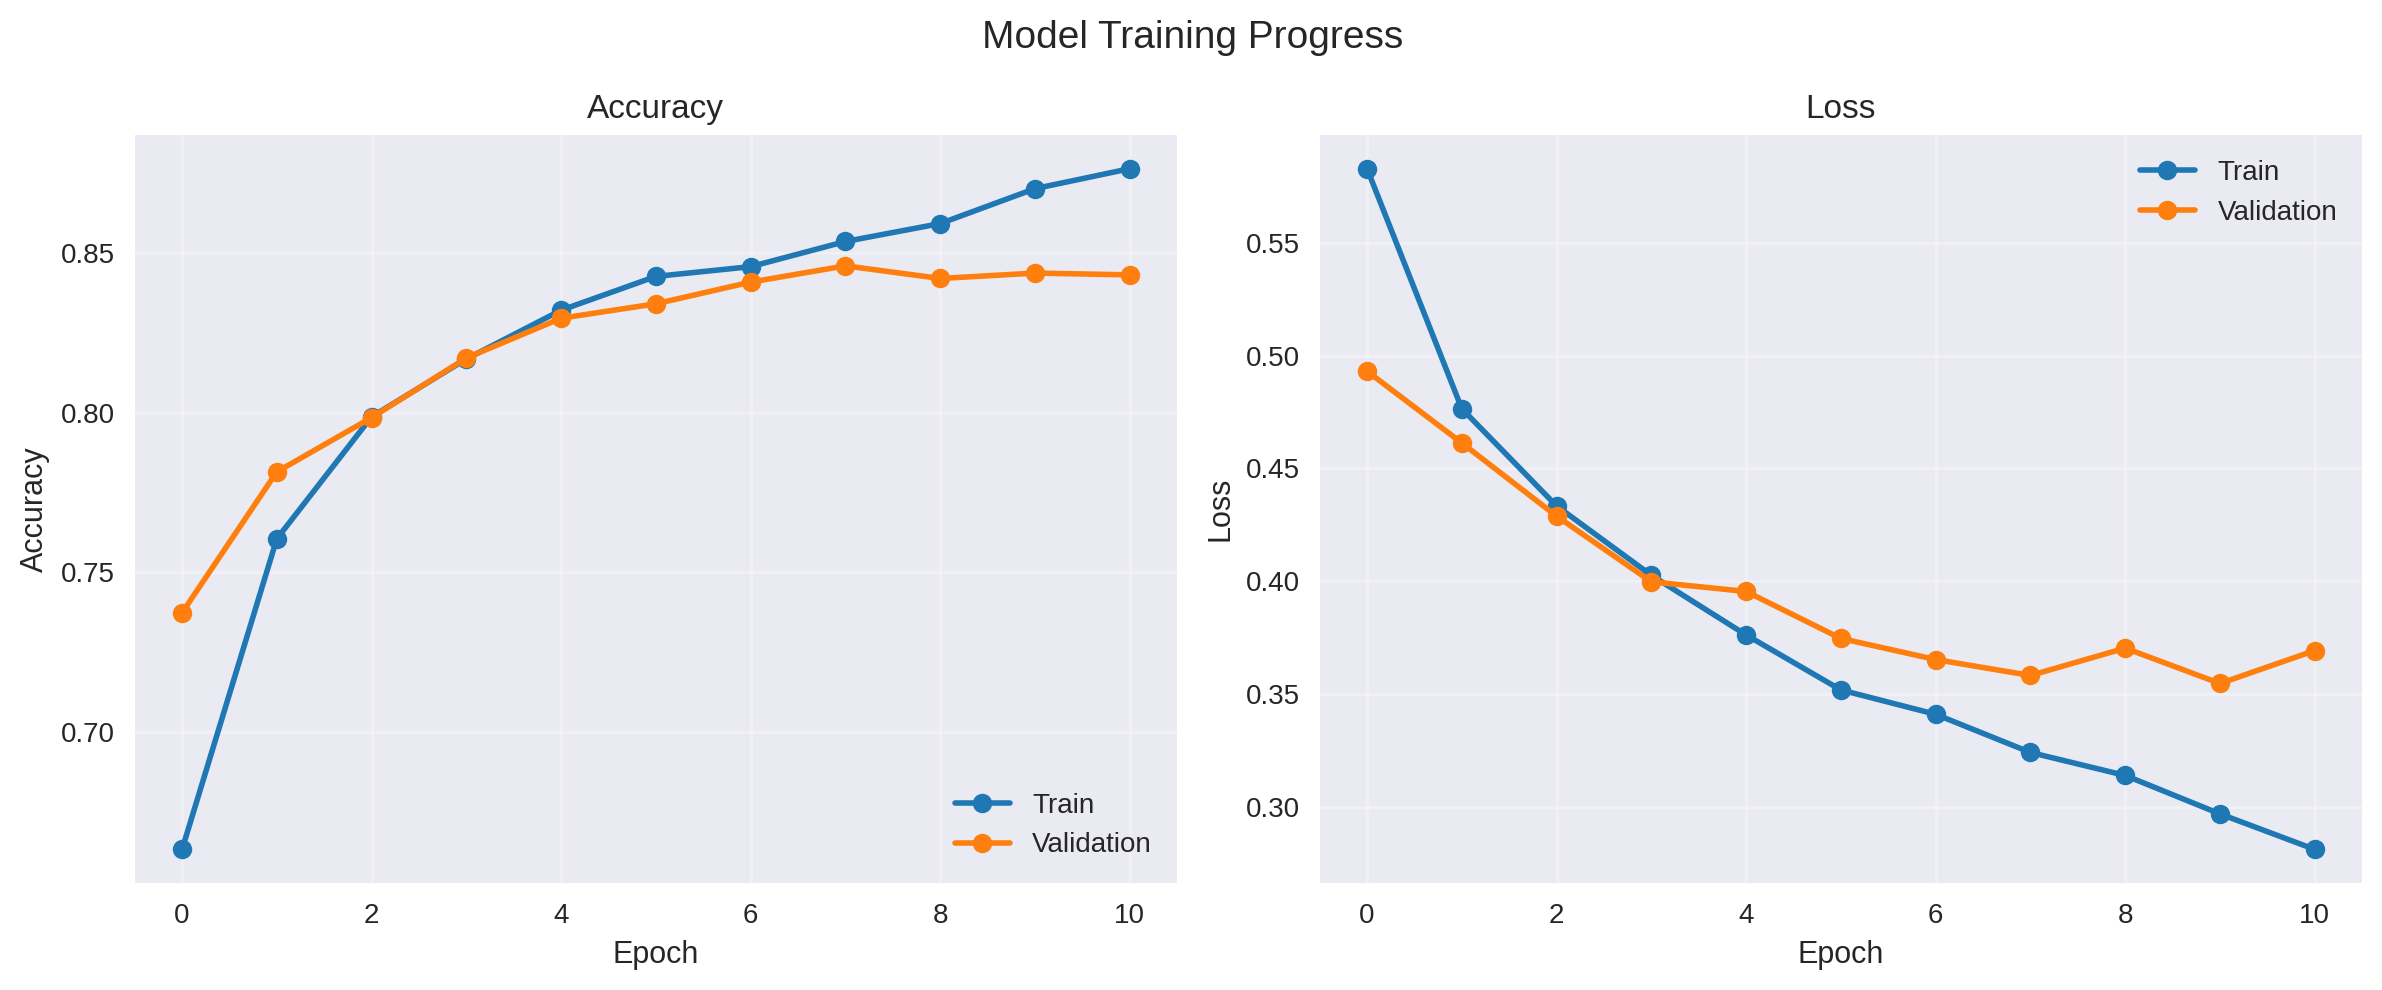 Model Training Progress
Accuracy
Accuracy
0.85
0.80
0.75
0.70
Train
Validation
0 2 4 6 8 10
Epoch
Loss
Loss
0.55
0.50
0.45
0.40
0.35
0.30
Train
Validation
0 2 4 6 8 10
Epoch